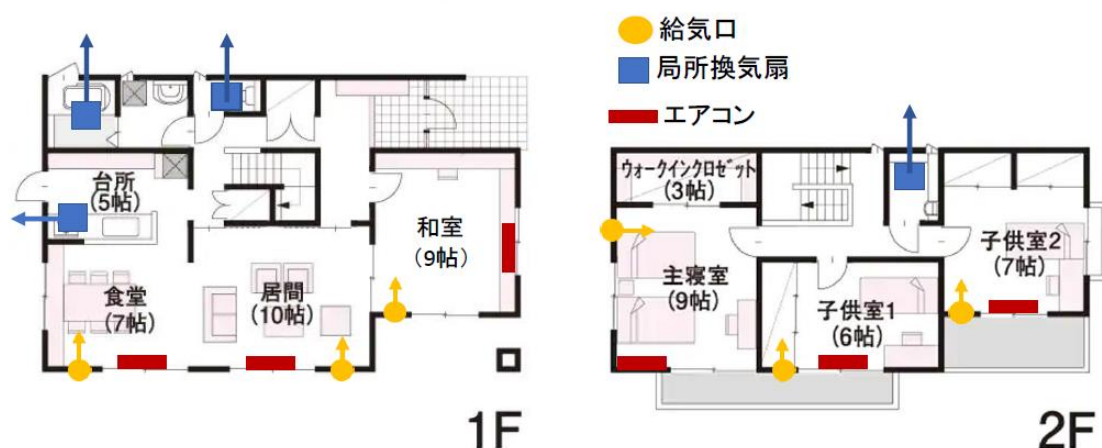 給気口
局所換気扇
エアコン
台所
(5帖)
和室
（9帖）
食堂
(7帖)
居間
(10帖)
1F
ウォークインクロゼット
(3帖)
主寝室
(9帖)
子供室1
(6帖)
子供室2
(7帖)
2F